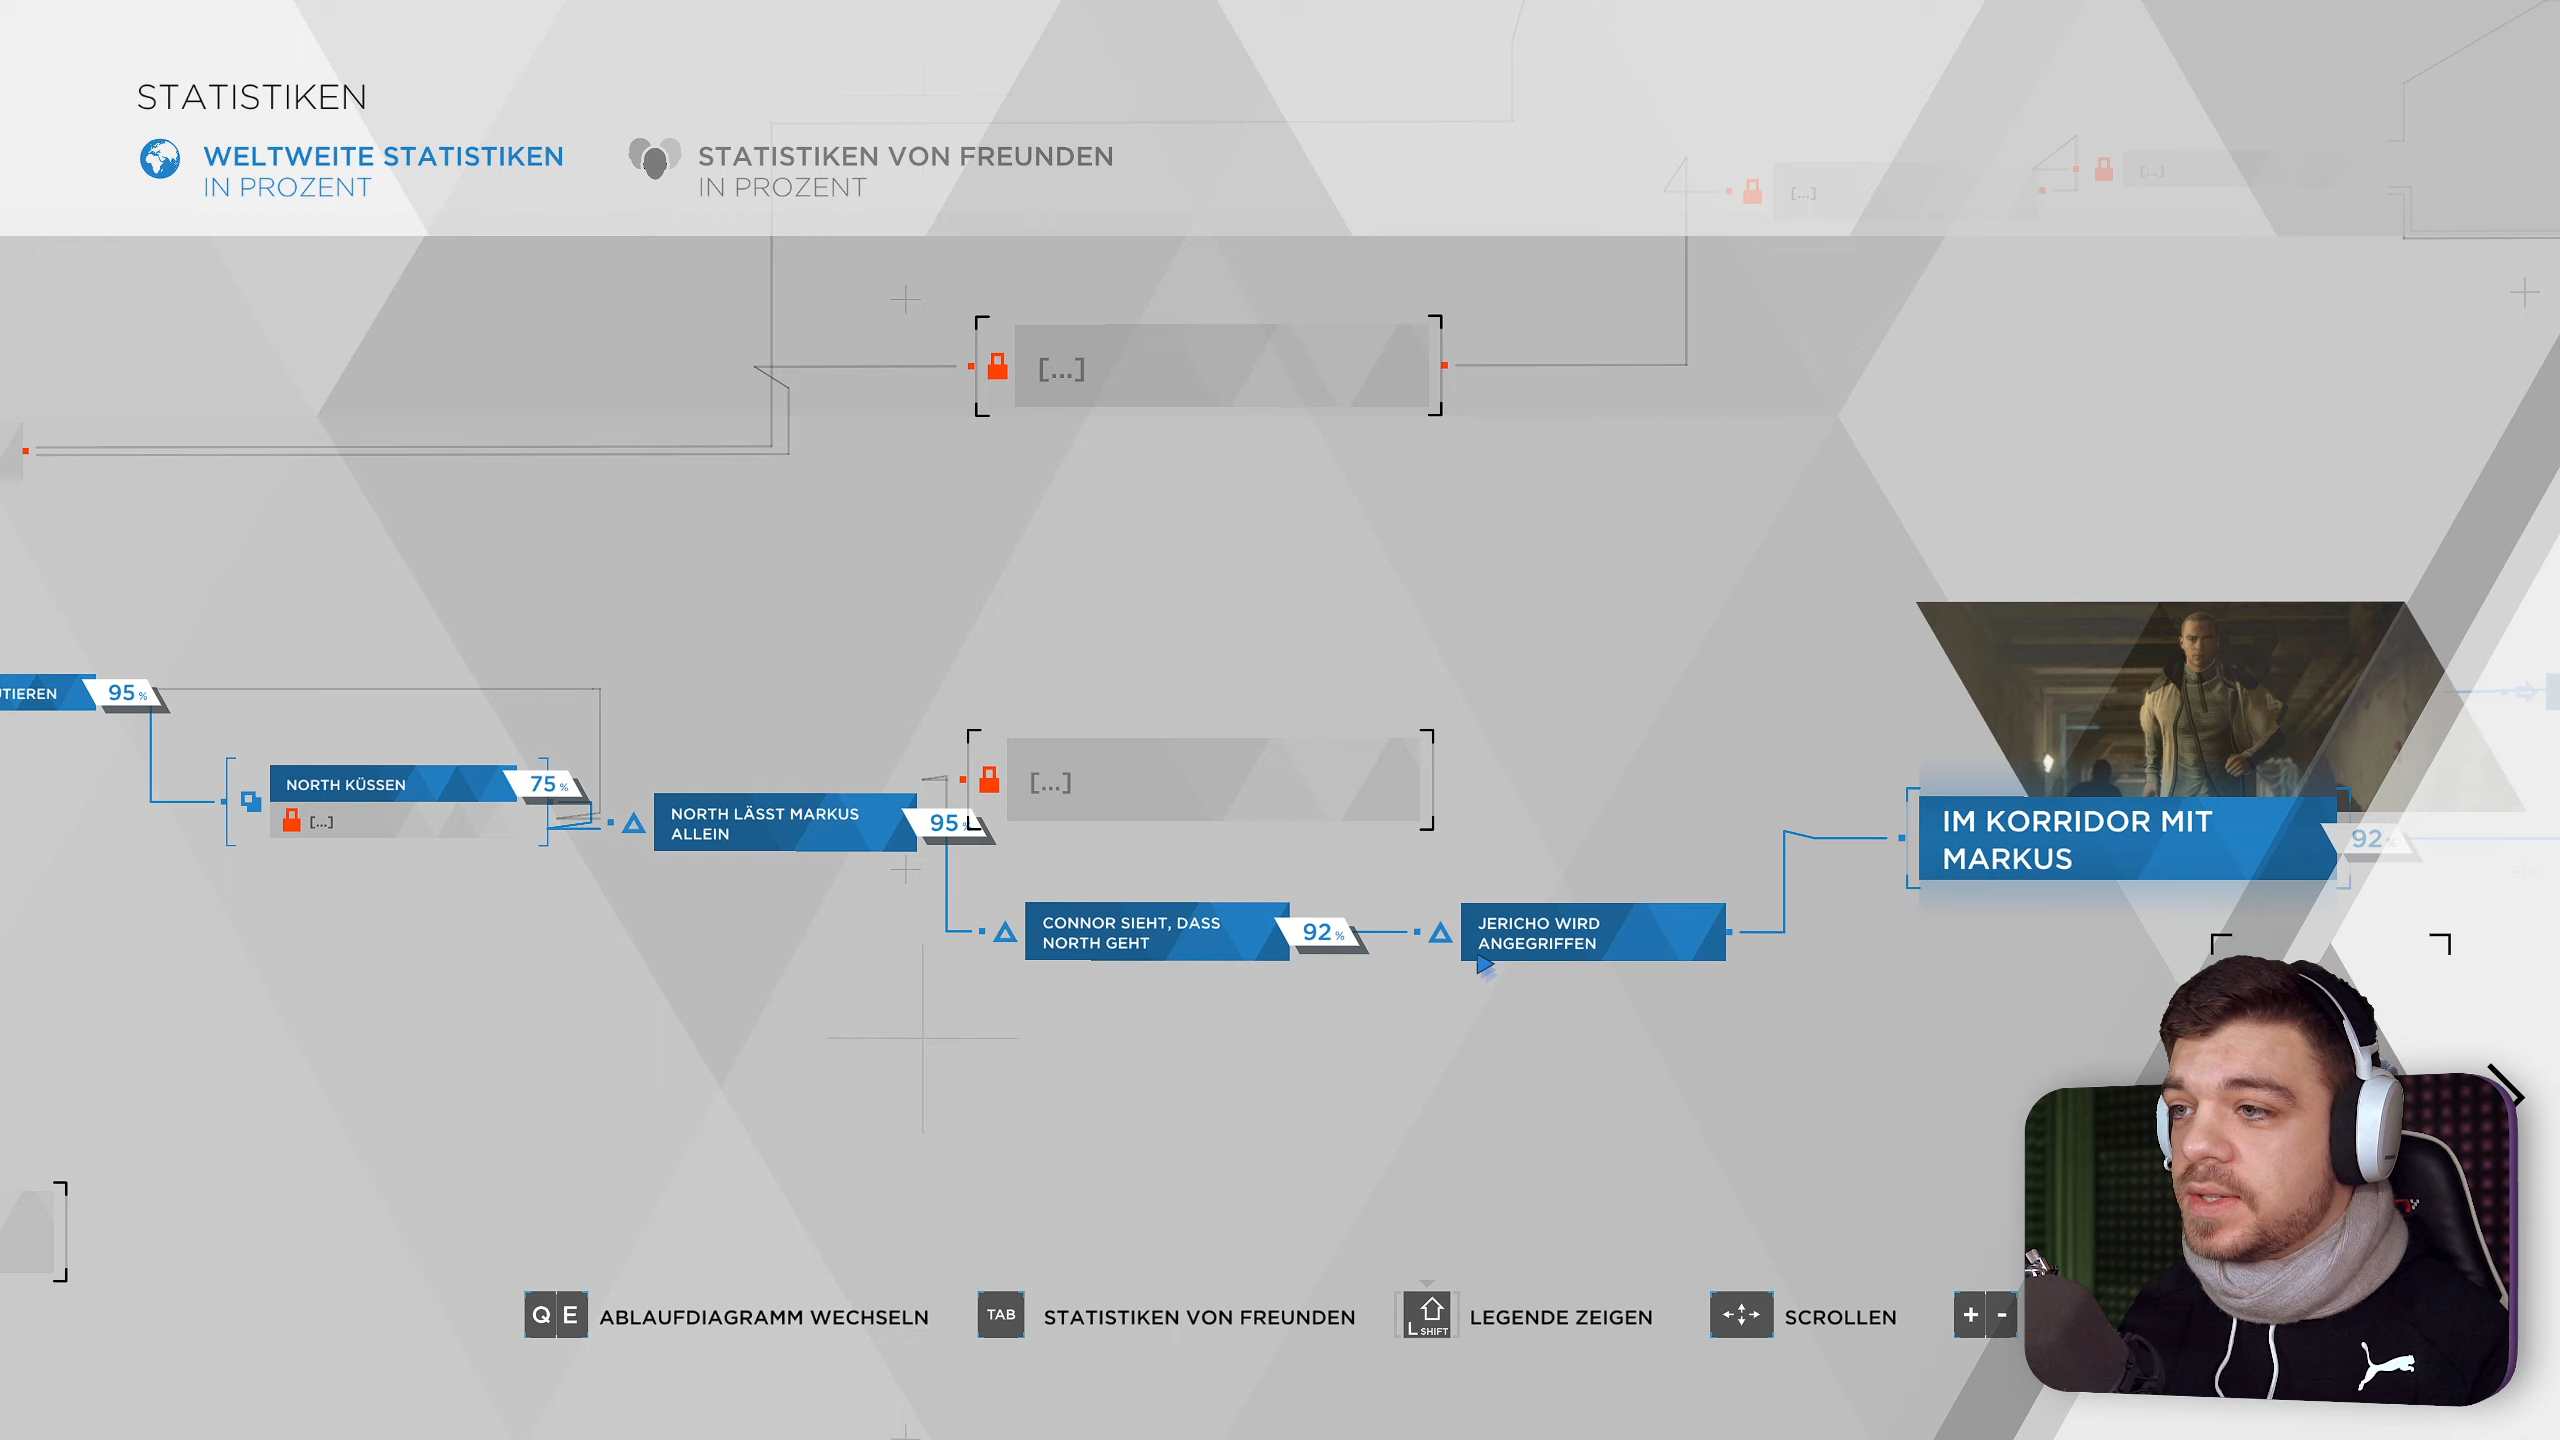 STATISTIKEN
WELTWEITE STATISTIKEN
IN PROZENT
STATISTIKEN VON FREUNDEN
IN PROZENT
[...]
[...]
[...]
TIEREN
95 %
NORTH KÜSSEN
75 %
[...]
NORTH LÄSST MARKUS
ALLEIN
95
[...]
CONNOR SIEHT, DASS
NORTH GEHT
92 %
JERICHO WIRD
ANGEGRIFFEN
IM KORRIDOR MIT
MARKUS
92
Q E ABLAUFDIAGRAMM WECHSELN
TAB STATISTIKEN VON FREUNDEN
L SHIFT LEGENDE ZEIGEN
SCROLLEN
+ -